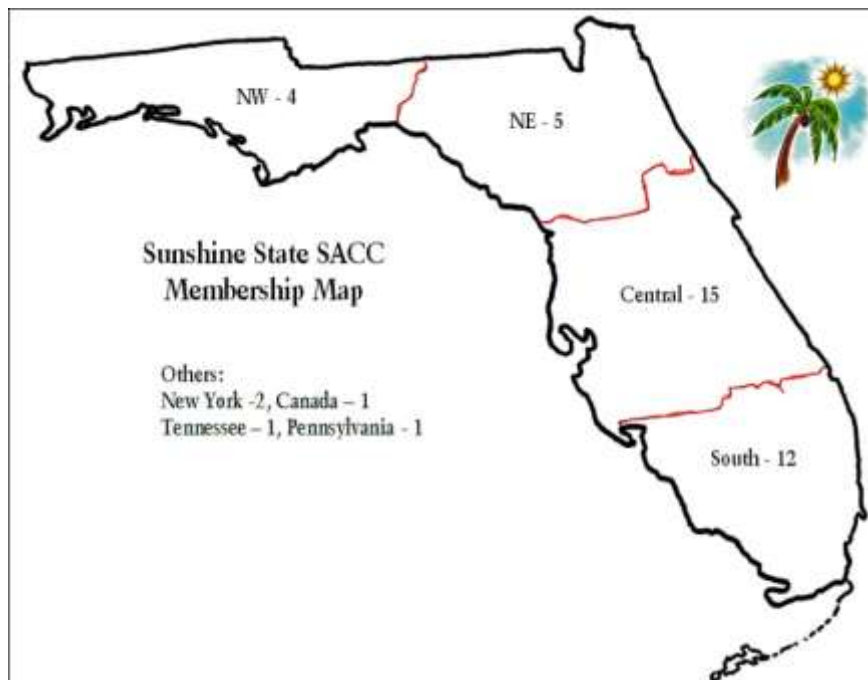 NW - 4
NE - 5
Sunshine State SACC
Membership Map
Central - 15
Others:
New York -2, Canada – 1
Tennessee – 1, Pennsylvania - 1
South - 12